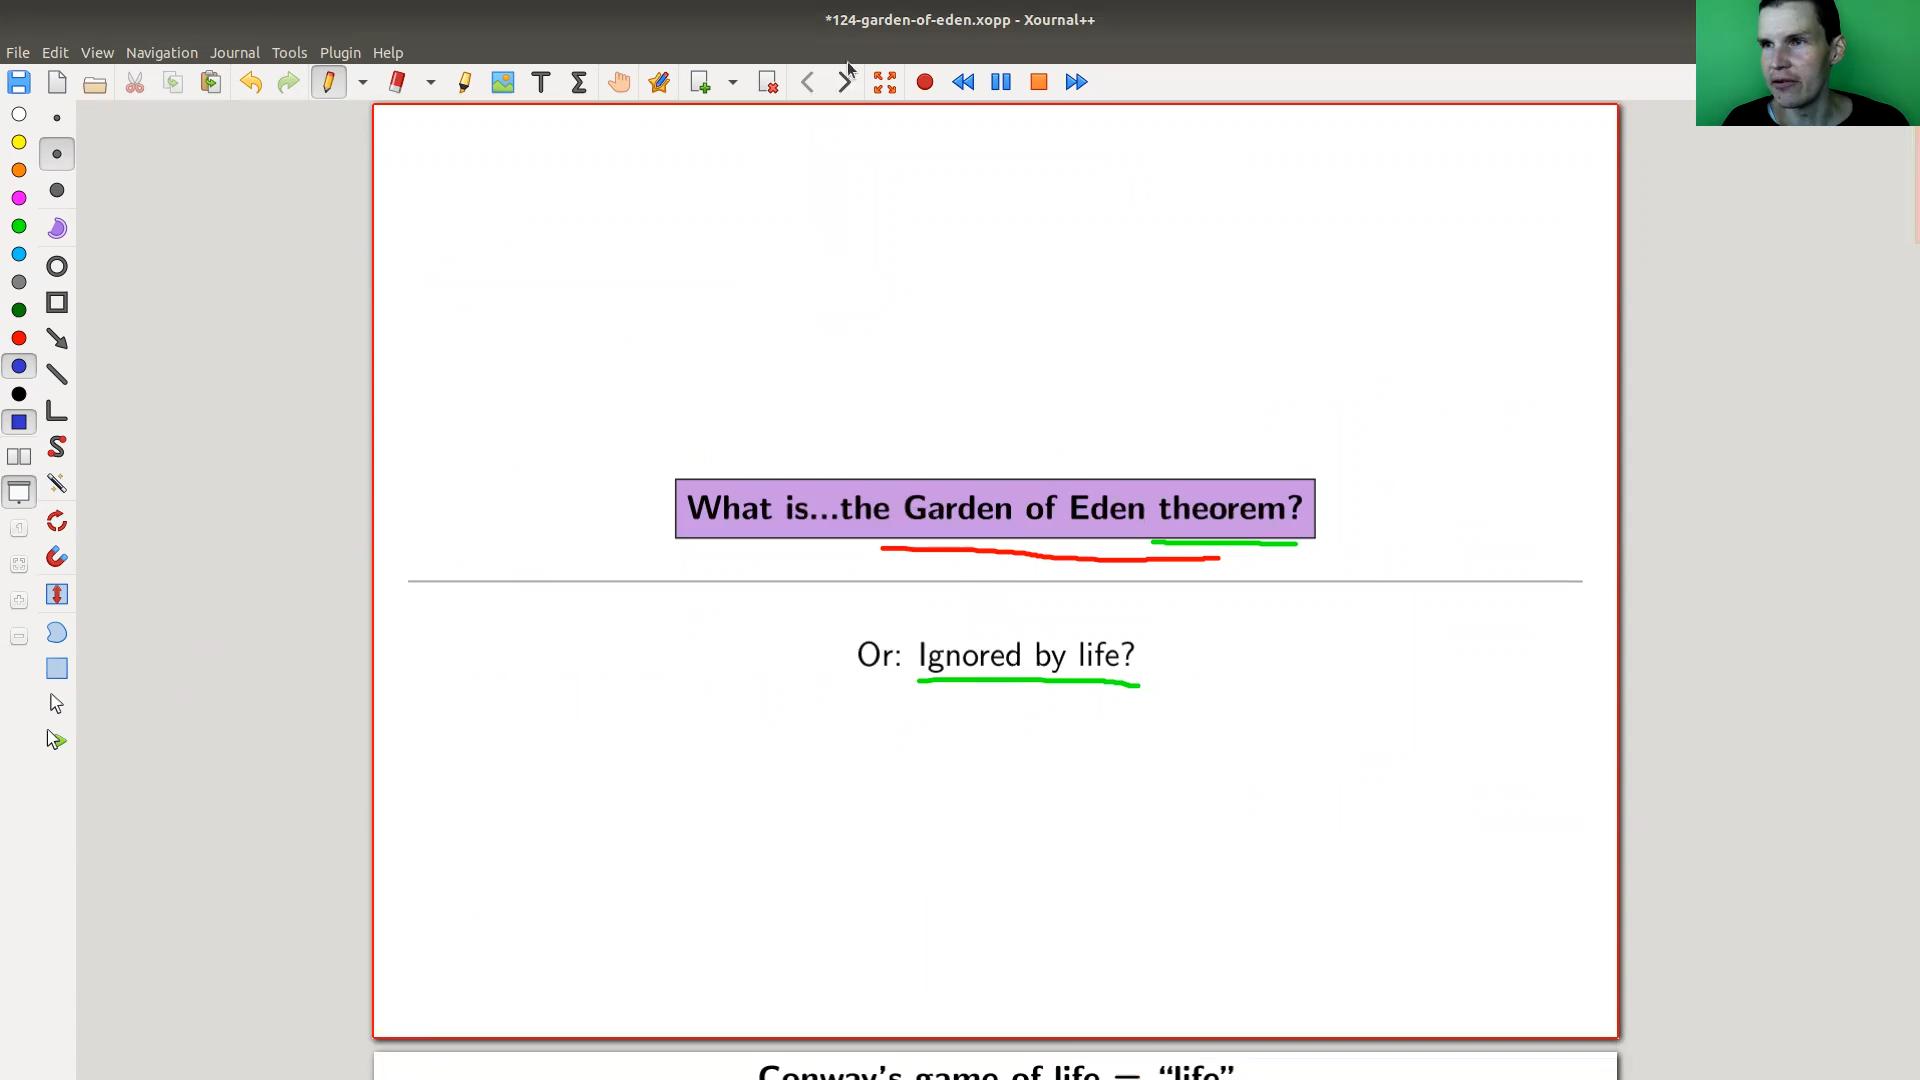 *124-garden-of-eden.xopp - Xournal++
File Edit View Navigation Journal Tools Plugin Help
What is...the Garden of Eden theorem?
Or: Ignored by life?
Conway's game of life = "life"